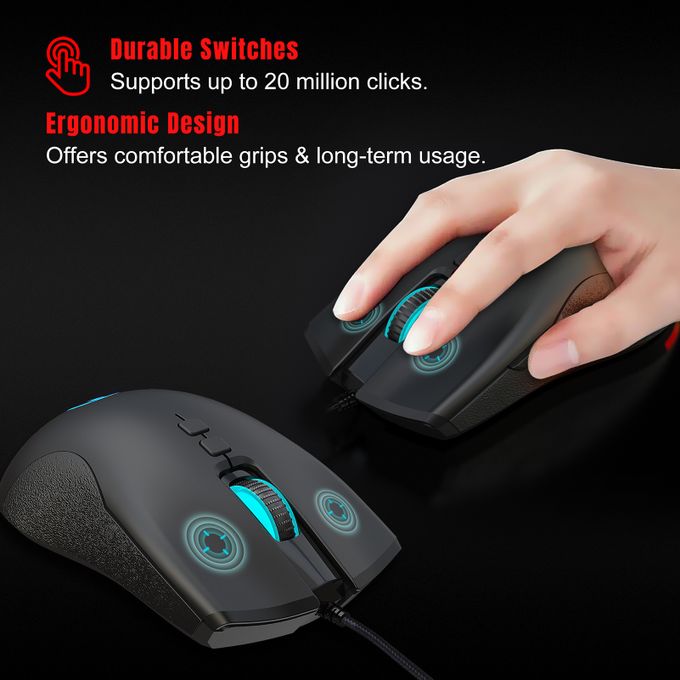 Durable Switches
Supports up to 20 million clicks.
Ergonomic Design
Offers comfortable grips & long-term usage.